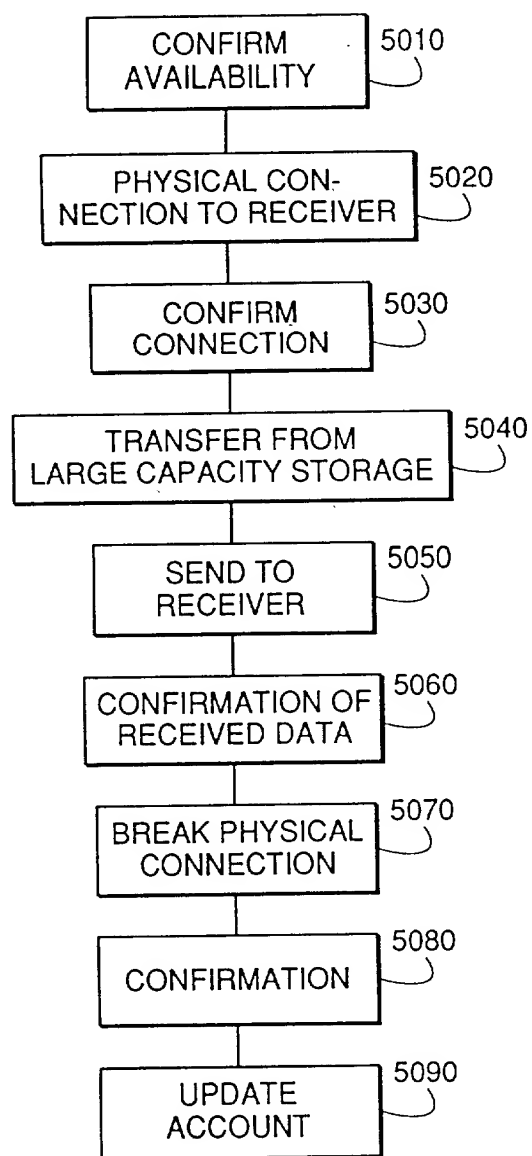 CONFIRM
AVAILABILITY
5010
PHYSICAL CON-
NECTION TO RECEIVER
5020
CONFIRM
CONNECTION
5030
TRANSFER FROM
LARGE CAPACITY STORAGE
5040
SEND TO
RECEIVER
5050
CONFIRMATION OF
RECEIVED DATA
5060
BREAK PHYSICAL
CONNECTION
5070
CONFIRMATION
5080
UPDATE
ACCOUNT
5090